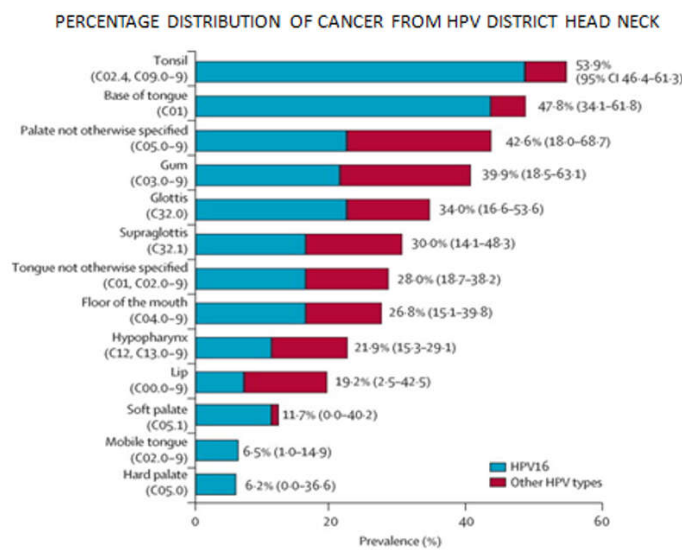 PERCENTAGE DISTRIBUTION OF CANCER FROM HPV DISTRICT HEAD NECK
Tonsil
(C02.4, C09.0–9)
53·9%
(95% CI 46·4–61·3)
Base of tongue
(C01)
47·8% (34·1–61·8)
Palate not otherwise specified
(C05.0–9)
42·6% (18·0–68·7)
Gum
(C03.0–9)
39·9% (18·5–63·1)
Glottis
(C32.0)
34·0% (16·6–53·6)
Supraglottis
(C32.1)
30·0% (14·1–48·3)
Tongue not otherwise specified
(C01, C02.0–9)
28·0% (18·7–38·2)
Floor of the mouth
(C04.0–9)
26·8% (15·1–39·8)
Hypopharynx
(C12, C13.0–9)
21·9% (15·3–29·1)
Lip
(C00.0–9)
19·2% (2·5–42·5)
Soft palate
(C05.1)
11·7% (0·0–40·2)
Mobile tongue
(C02.0–9)
6·5% (1·0–14·9)
Hard palate
(C05.0)
6·2% (0·0–36·6)
HPV16
Other HPV types
0 20 40 60
Prevalence (%)